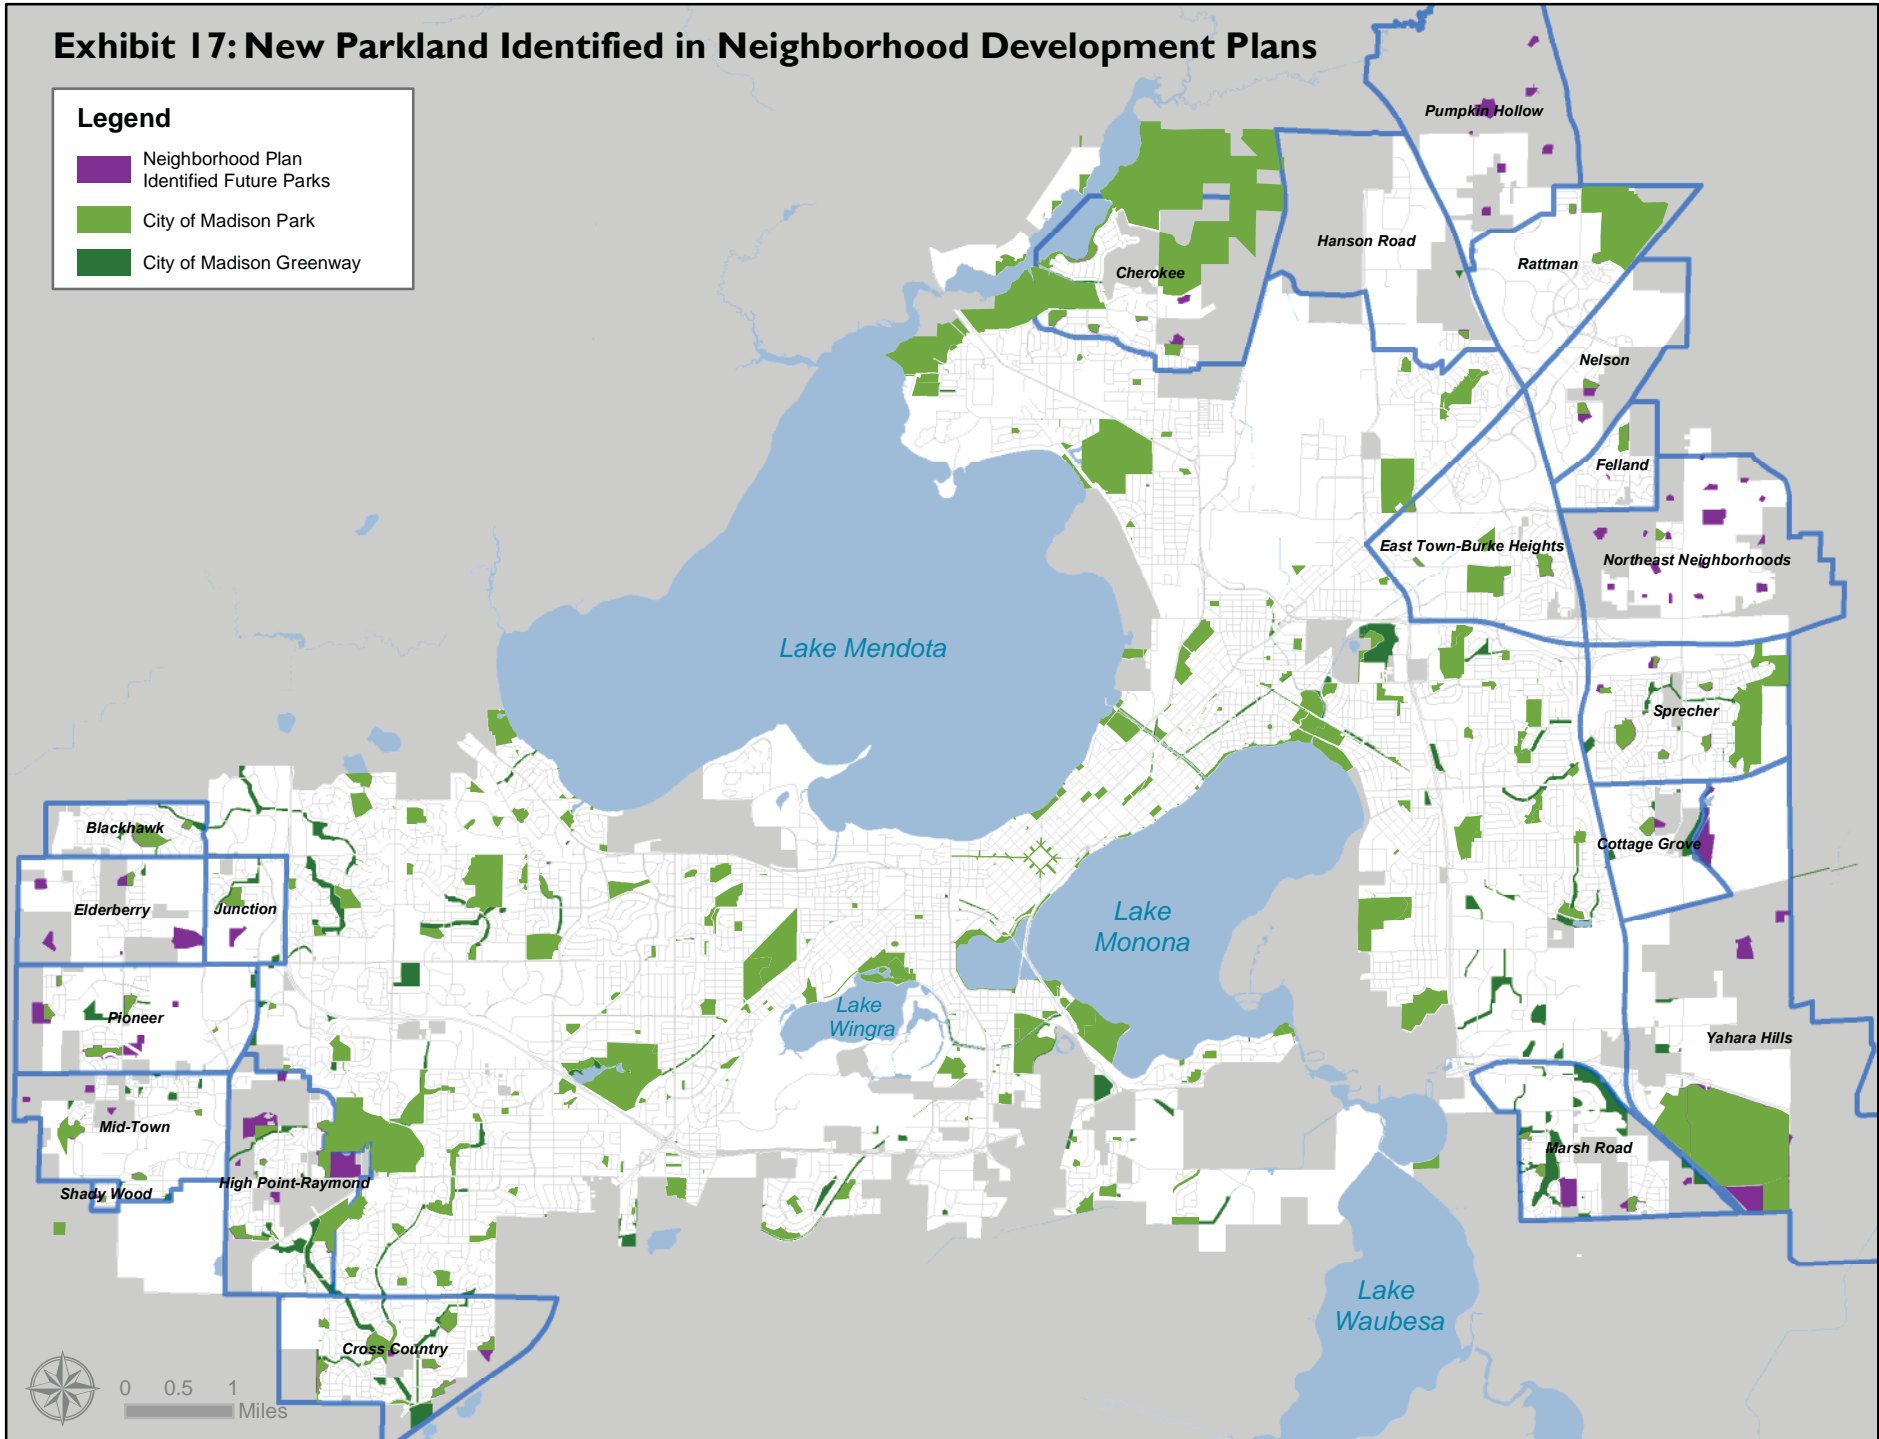 Exhibit 17: New Parkland Identified in Neighborhood Development Plans
Legend
Neighborhood Plan
Identified Future Parks
City of Madison Park
City of Madison Greenway
Pumpkin Hollow
Hanson Road
Rattman
Cherokee
Nelson
Felland
East Town-Burke Heights
Northeast Neighborhoods
Lake Mendota
Sprecher
Blackhawk
Cottage Grove
Elderberry
Junction
Lake
Monona
Lake
Wingra
Pioneer
Yahara Hills
Mid-Town
Marsh Road
Shady Wood
High Point-Raymond
Lake
Waubesa
Cross Country
0 0.5 1
Miles